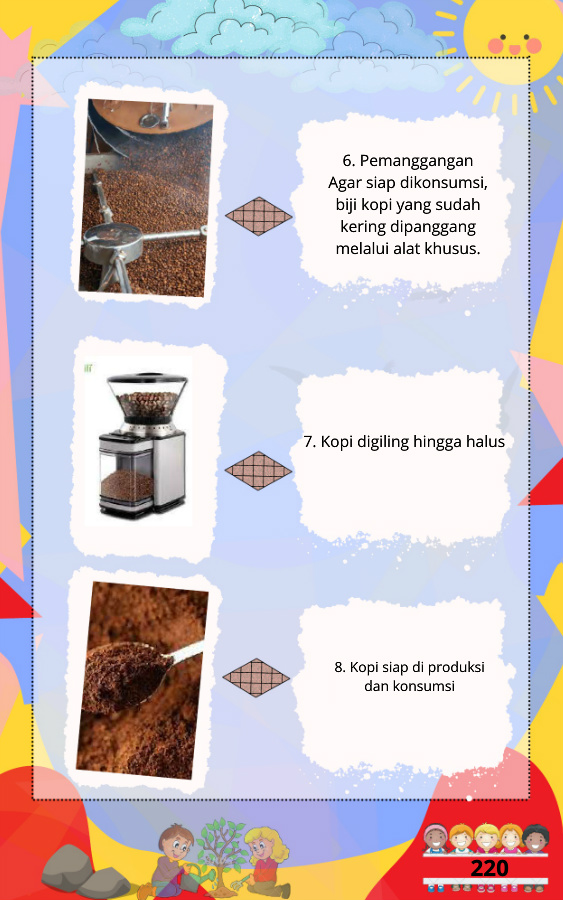 6. Pemanggangan
Agar siap dikonsumsi,
biji kopi yang sudah
kering dipanggang
melalui alat khusus.
7. Kopi digiling hingga halus
8. Kopi siap di produksi
dan konsumsi
220